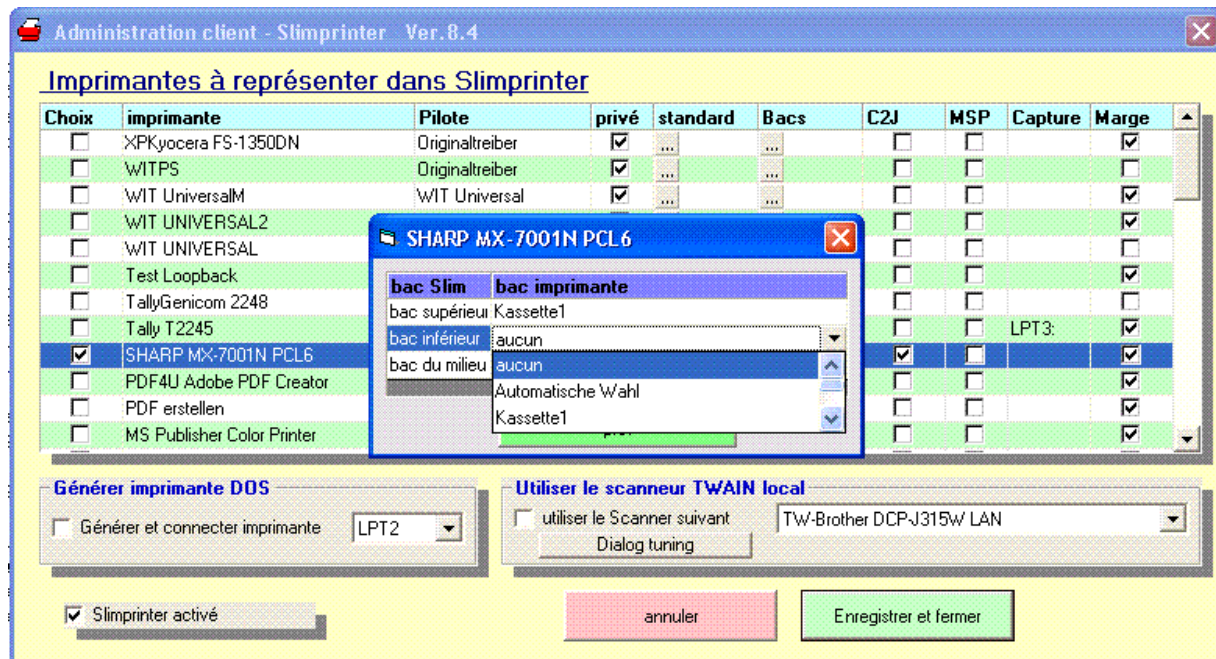 Administration client - Slimprinter Ver.8.4
Imprimantes à représenter dans Slimprinter
Choix imprimante Pilote privé standard Bacs C2J MSP Capture Marge
XPKyocera FS-1350DN Originaltreiber ... ...
WITPS Originaltreiber ... ...
WIT UniversalM WIT Universal ... ...
WIT UNIVERSAL2
WIT UNIVERSAL
Test Loopback
TallyGenicom 2248
Tally T2245 LPT3:
SHARP MX-7001N PCL6
PDF4U Adobe PDF Creator
PDF erstellen
MS Publisher Color Printer
SHARP MX-7001N PCL6
bac Slim bac imprimante
bac supérieur Kassette1
bac inférieur aucun
bac du milieu aucun
Automatische Wahl
Kassette1
Générer imprimante DOS
Générer et connecter imprimante LPT2
Utiliser le scanneur TWAIN local
utiliser le Scanner suivant TW-Brother DCP-J315W LAN
Dialog tuning
Slimprinter activé
annuler
Enregistrer et fermer